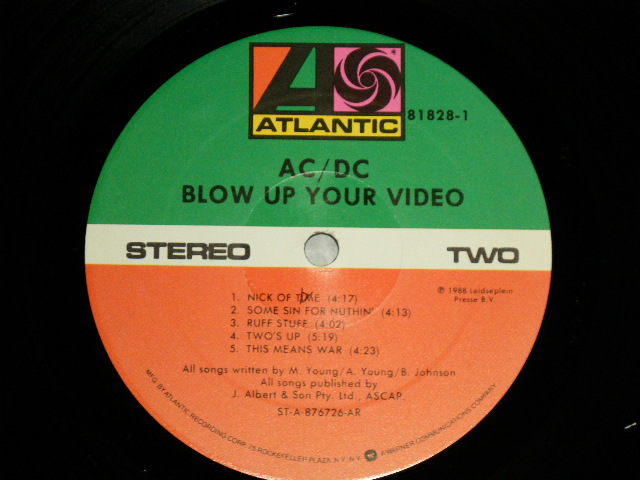 ATLANTIC
81828-1
AC/DC
BLOW UP YOUR VIDEO
STEREO
TWO
1. NICK OF TIME (4:17)
2. SOME SIN FOR NUTHIN' (4:13)
3. RUFF STUFF (4:02)
4. TWO'S UP (5:19)
5. THIS MEANS WAR (4:23)
℗ 1988 Leidseplein
Presse B.V.
All songs written by M. Young/A. Young/B. Johnson
All songs published by
J. Albert & Son Pty. Ltd., ASCAP.
ST-A-876726-AR
MFG. BY ATLANTIC RECORDING CORP. 75 ROCKEFELLER PLAZA, N.Y. N.Y. A WARNER COMMUNICATIONS COMPANY